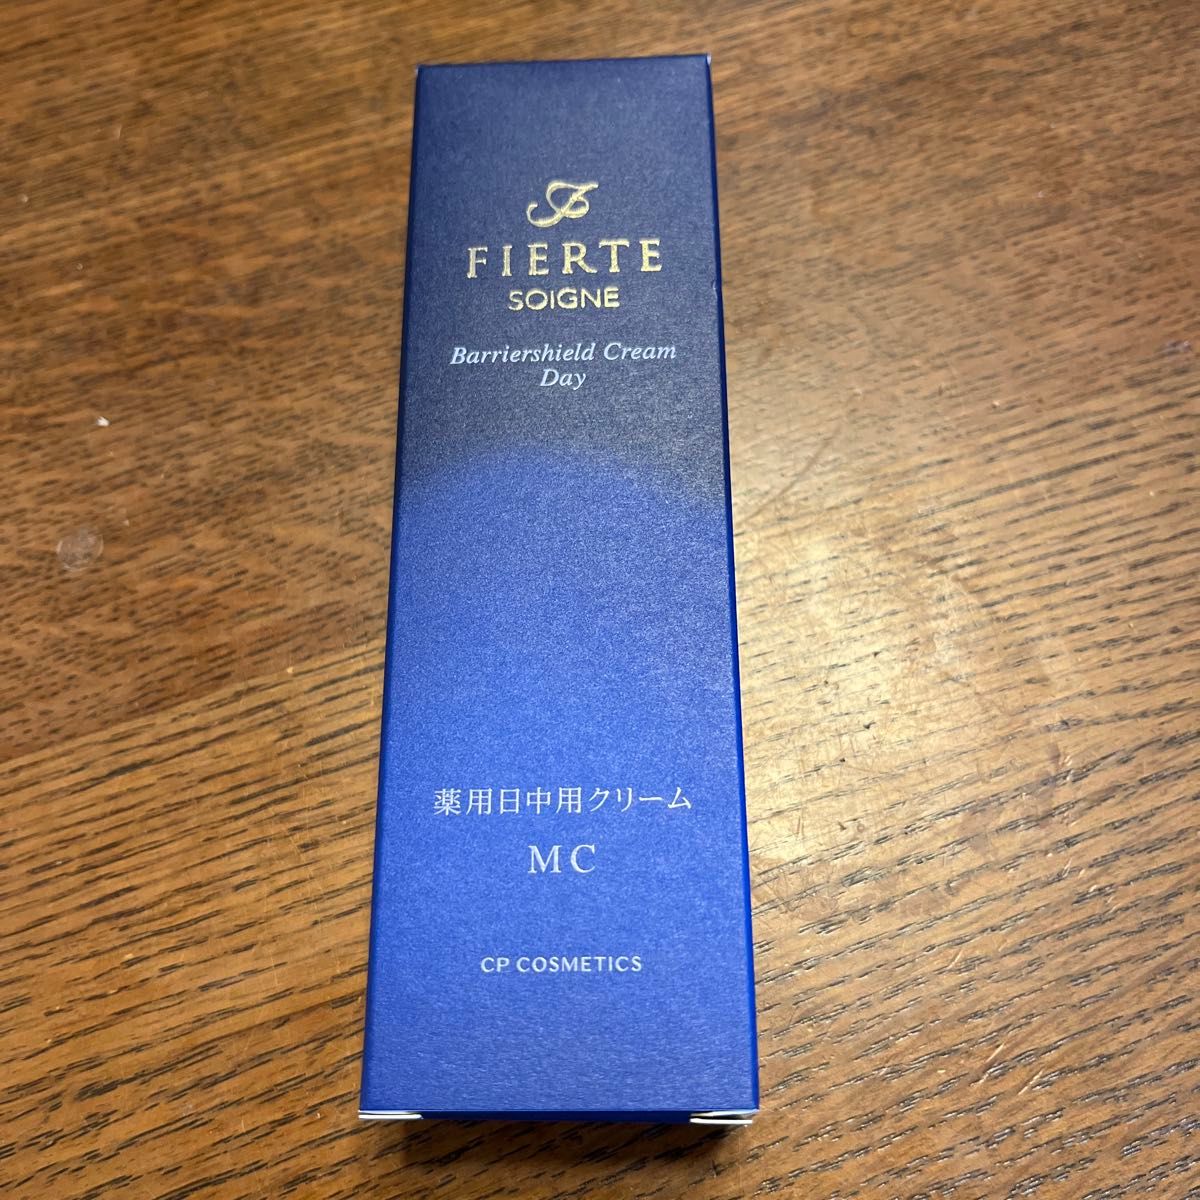 FIERTE
SOIGNE
Barriershield Cream
Day
薬用日中用クリーム
MC
CP COSMETICS